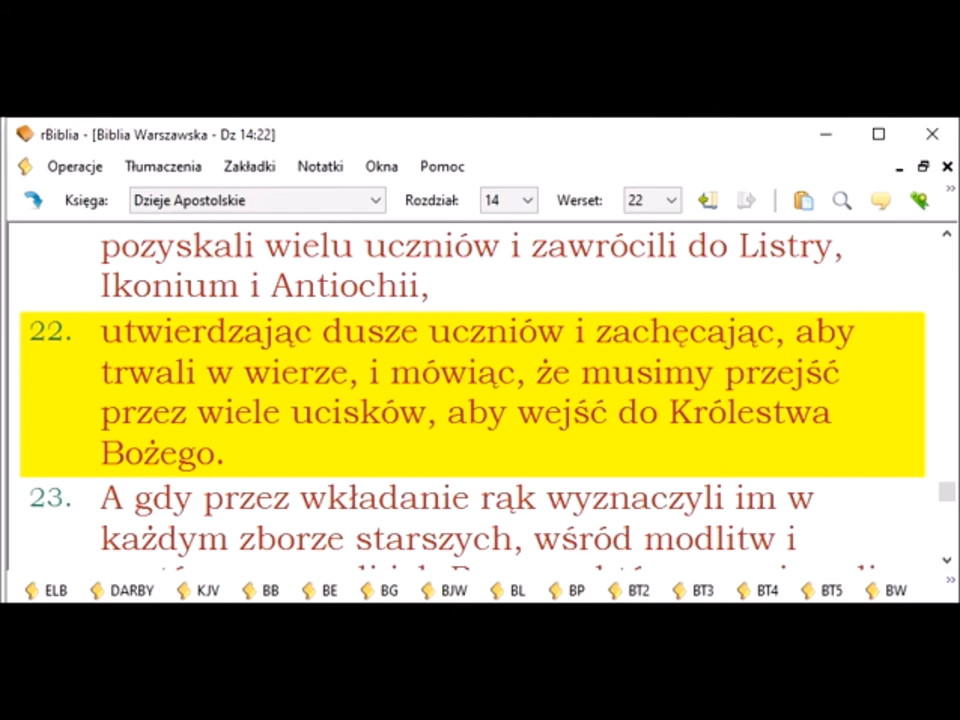 rBiblia - [Biblia Warszawska - Dz 14:22]
Operacje Tłumaczenia Zakładki Notatki Okna Pomoc
Księga: Dzieje Apostolskie Rozdział: 14 Werset: 22
pozyskali wielu uczniów i zawrócili do Listry,
Ikonium i Antiochii,
22. utwierdzając dusze uczniów i zachęcając, aby
trwali w wierze, i mówiąc, że musimy przejść
przez wiele ucisków, aby wejść do Królestwa
Bożego.
23. A gdy przez wkładanie rąk wyznaczyli im w
każdym zborze starszych, wśród modlitw i
ELB DARBY KJV BB BE BG BJW BL BP BT2 BT3 BT4 BT5 BW